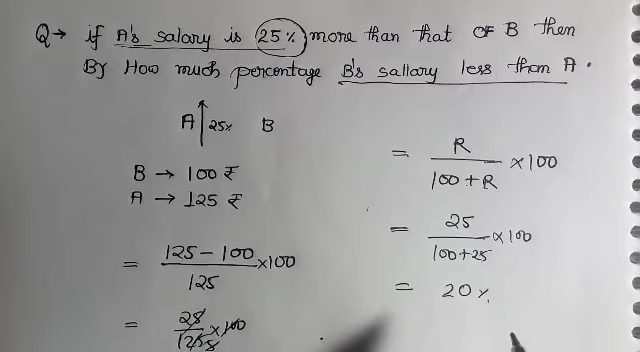 Q→ if A's salary is 25% more than that OF B then
By How much percentage B's sallary less than A.
A↑ 25% B
B → 100 ₹
A → 125 ₹
= 125 - 100 / 125 × 100
= 25 / 125 × 100
= R / 100 + R × 100
= 25 / 100 + 25 × 100
= 20 %